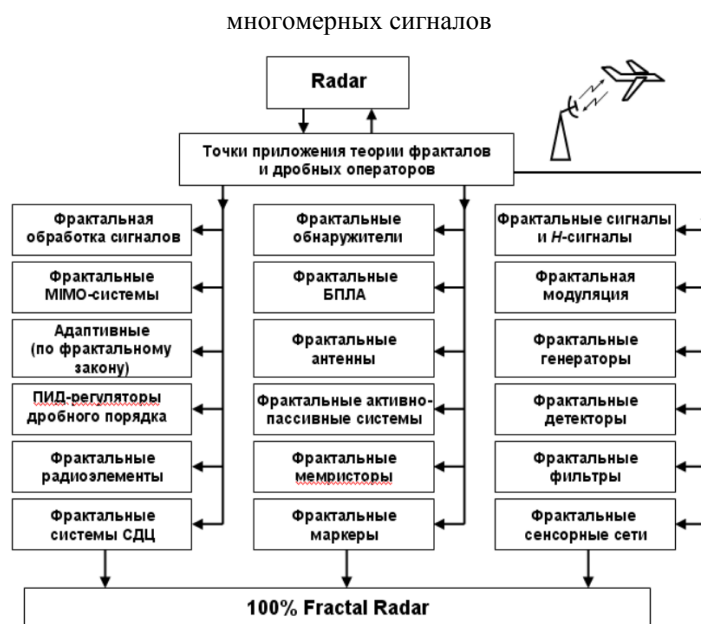 многомерных сигналов
Radar
Точки приложения теории фракталов
и дробных операторов
Фрактальная
обработка сигналов
Фрактальные
MIMO-системы
Адаптивные
(по фрактальному
закону)
ПИД-регуляторы
дробного порядка
Фрактальные
радиоэлементы
Фрактальные
системы СДЦ
Фрактальные
обнаружители
Фрактальные
БПЛА
Фрактальные
антенны
Фрактальные активно-
пассивные системы
Фрактальные
мемристоры
Фрактальные
маркеры
Фрактальные сигналы
и H-сигналы
Фрактальная
модуляция
Фрактальные
генераторы
Фрактальные
детекторы
Фрактальные
фильтры
Фрактальные
сенсорные сети
100% Fractal Radar